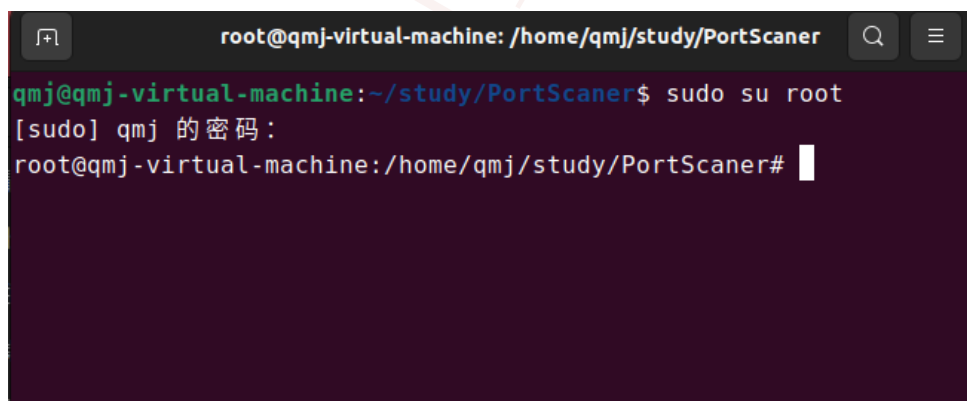 root@qmj-virtual-machine: /home/qmj/study/PortScaner
qmj@qmj-virtual-machine:~/study/PortScaner$ sudo su root
[sudo] qmj 的密码：
root@qmj-virtual-machine:/home/qmj/study/PortScaner#